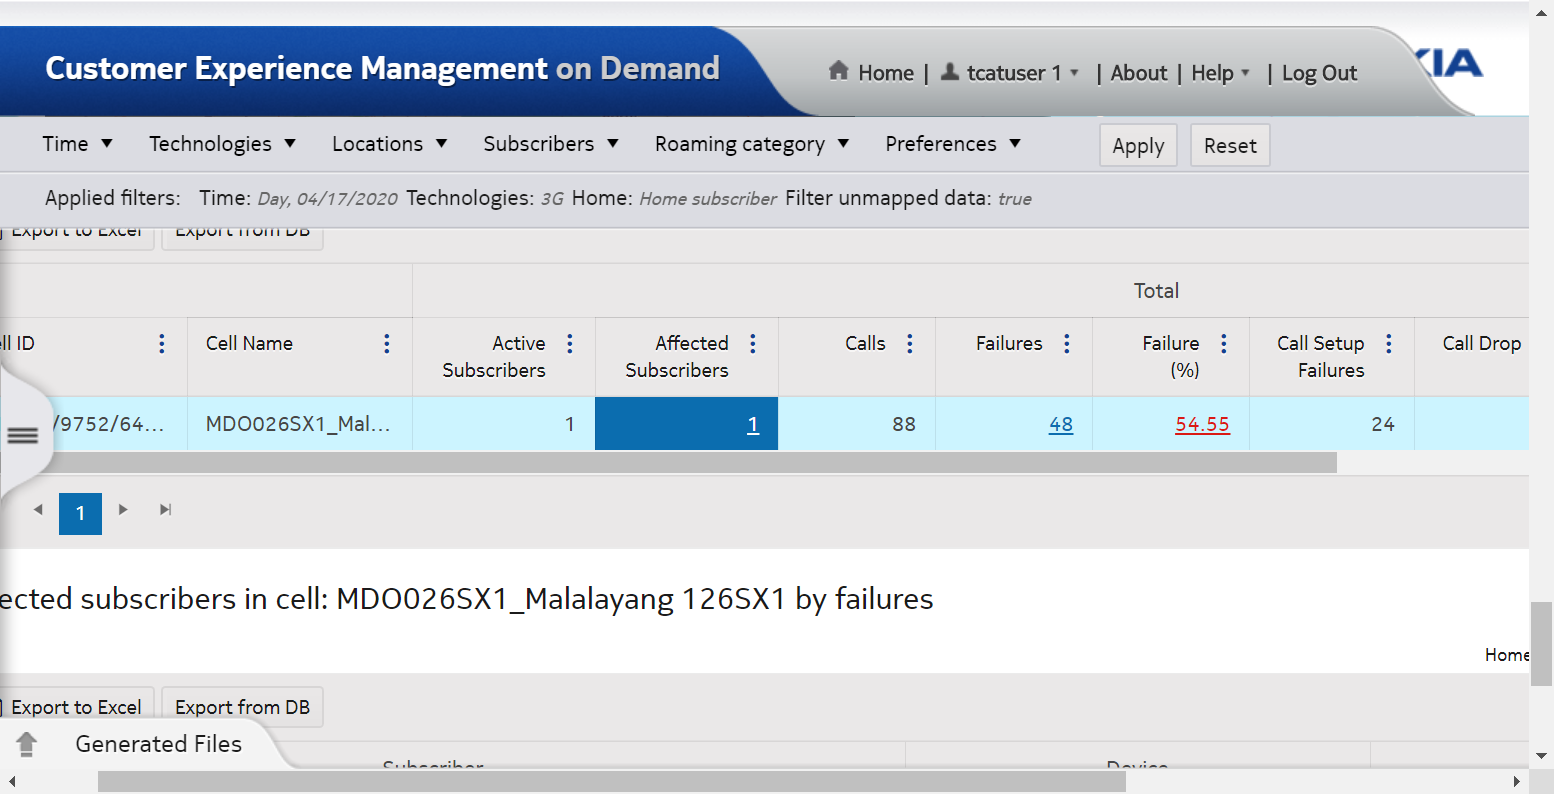 Customer Experience Management on Demand
Home | tcatuser 1 | About | Help | Log Out
KIA
Time Technologies Locations Subscribers Roaming category Preferences Apply Reset
Applied filters: Time: Day, 04/17/2020 Technologies: 3G Home: Home subscriber Filter unmapped data: true
Export to Excel Export from DB
Total
ll ID Cell Name Active Subscribers Affected Subscribers Calls Failures Failure (%) Call Setup Failures Call Drop
/9752/64... MDO026SX1_Mal... 1 1 88 48 54.55 24
1
ected subscribers in cell: MDO026SX1_Malalayang 126SX1 by failures
Home
Export to Excel Export from DB
Generated Files
Subscriber Device